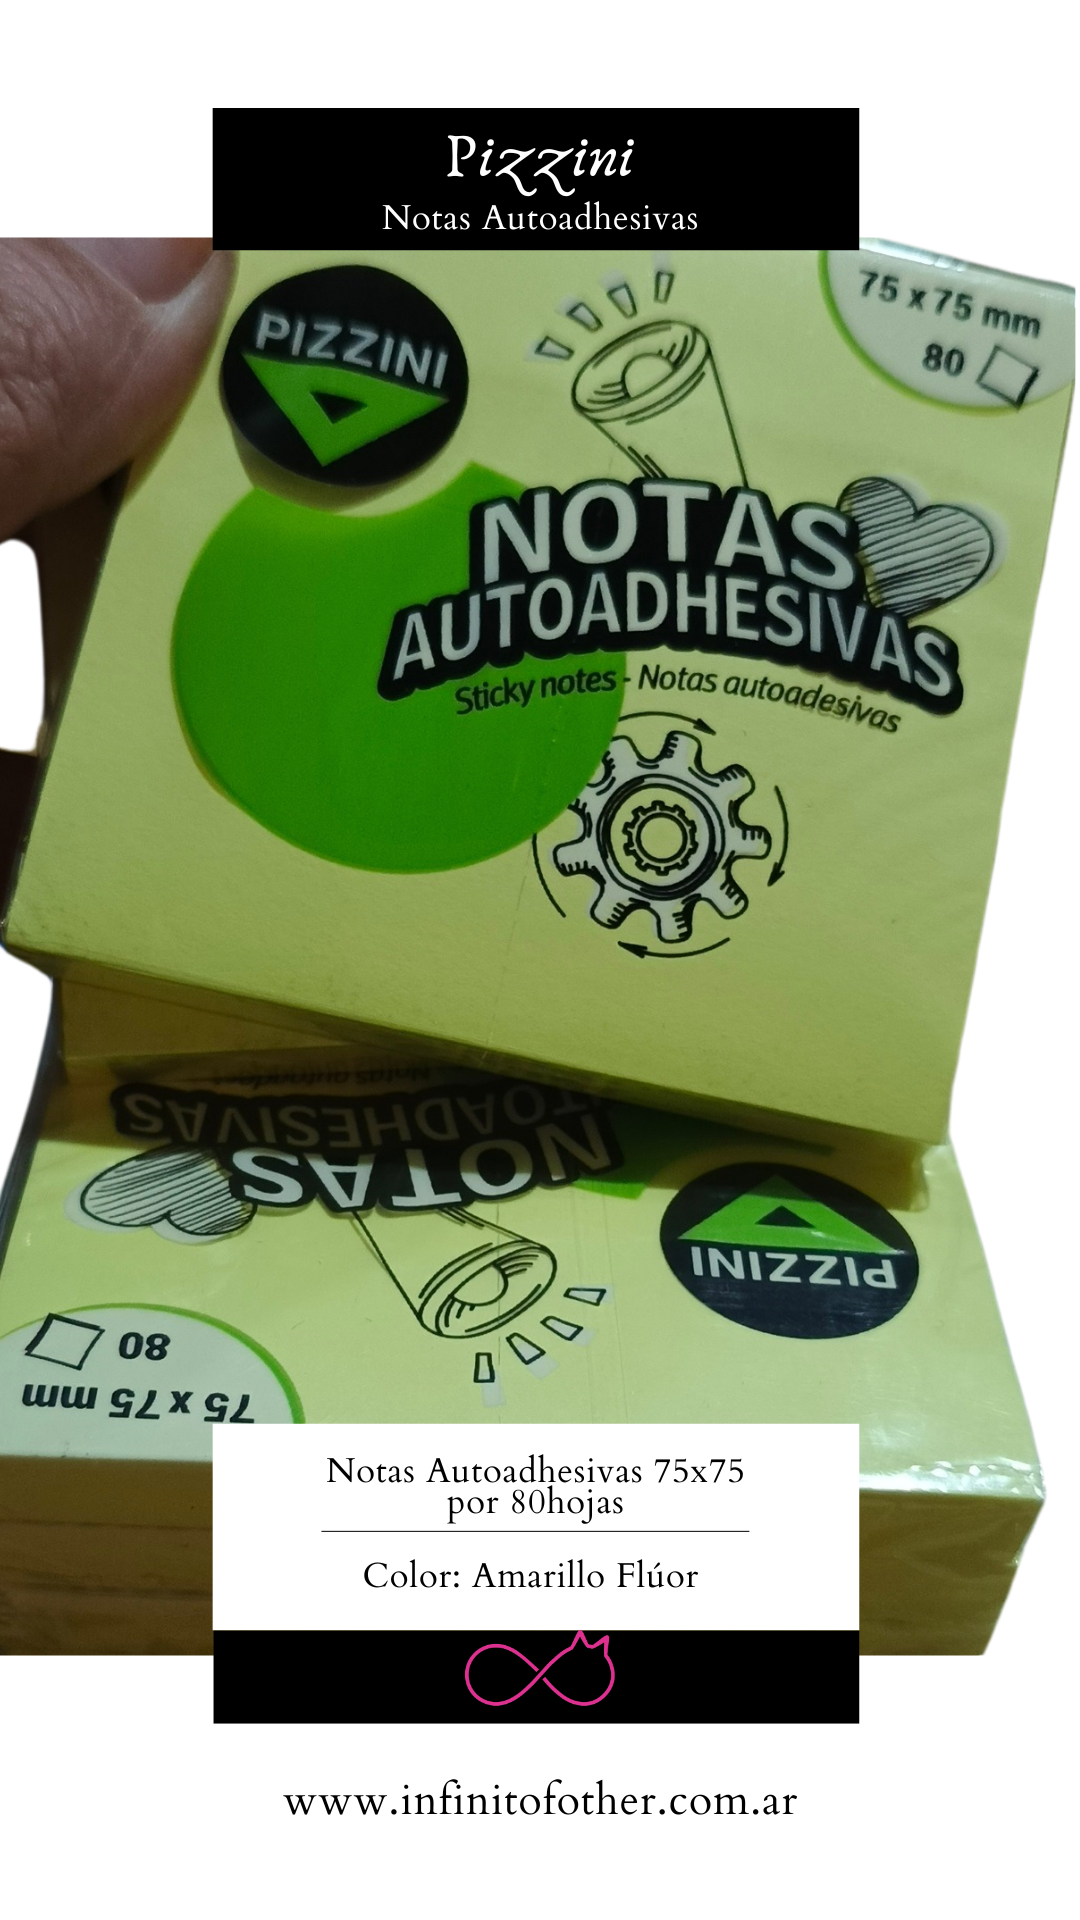 Pizzini
Notas Autoadhesivas
PIZZINI
75 x 75 mm
80
NOTAS
AUTOADHESIVAS
Sticky notes - Notas autoadesivas
Notas
AUTOADHESIVAS
NOTAS
PIZZINI
80
75 x 75 mm
Notas Autoadhesivas 75x75
por 80hojas
Color: Amarillo Flúor
www.infinitofother.com.ar